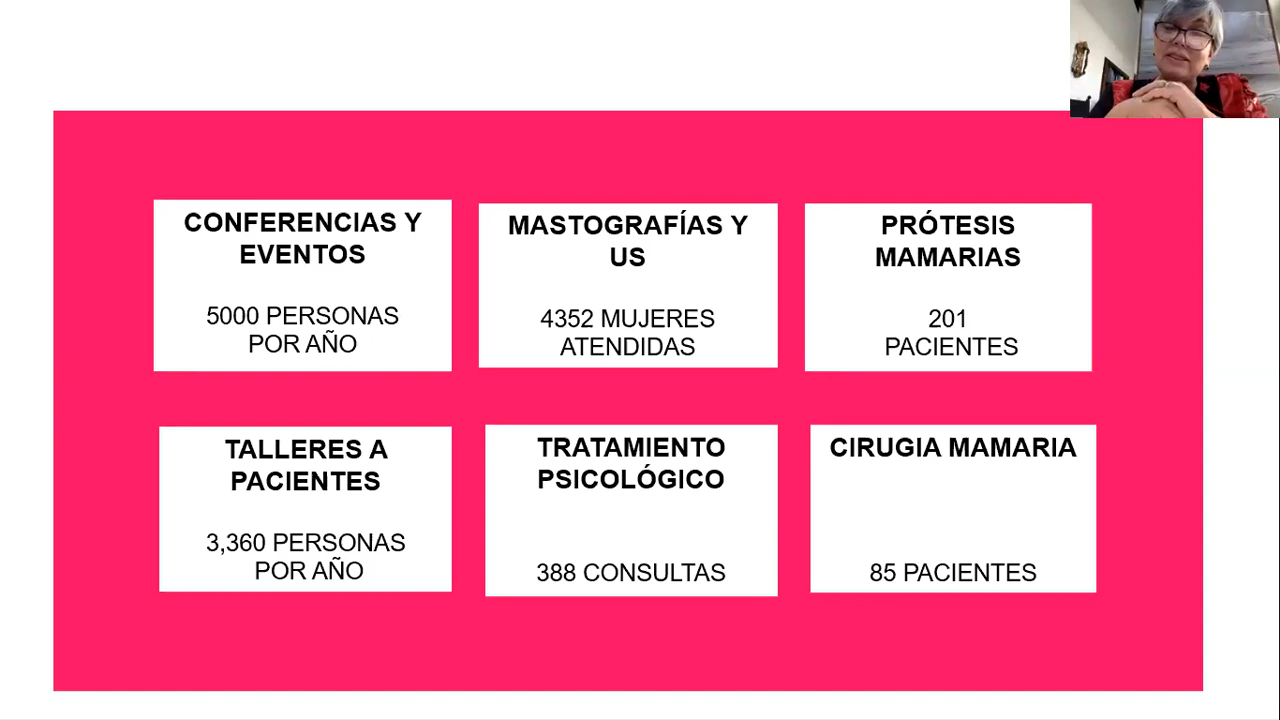 CONFERENCIAS Y
EVENTOS
5000 PERSONAS
POR AÑO
MASTOGRAFÍAS Y
US
4352 MUJERES
ATENDIDAS
PRÓTESIS
MAMARIAS
201
PACIENTES
TALLERES A
PACIENTES
3,360 PERSONAS
POR AÑO
TRATAMIENTO
PSICOLÓGICO
388 CONSULTAS
CIRUGIA MAMARIA
85 PACIENTES